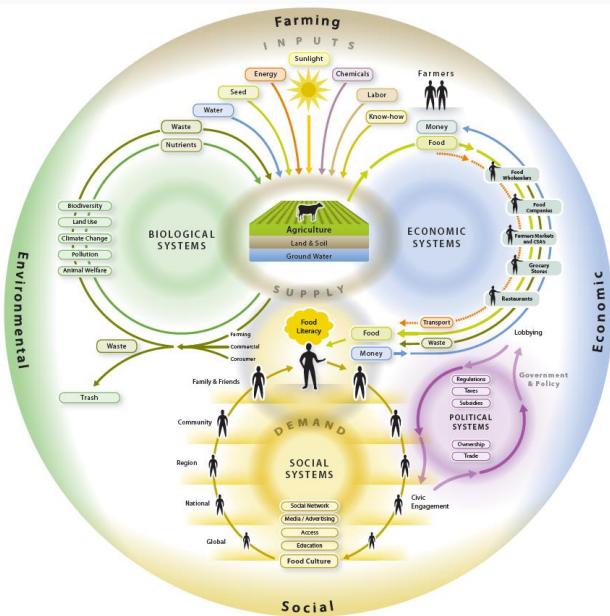 Farming
INPUTS
Sunlight
Energy
Chemicals
Seed
Labor
Water
Know-how
Farmers
Waste
Nutrients
Money
Food
Food
Wholesalers
Food
Companies
Farmers Markets
and CSA's
Grocery
Stores
Restaurants
Biodiversity
Land Use
Climate Change
Pollution
Animal Welfare
BIOLOGICAL
SYSTEMS
Agriculture
Land & Soil
Ground Water
ECONOMIC
SYSTEMS
Environmental
Economic
SUPPLY
Food
Literacy
Transport
Food
Waste
Money
Lobbying
Farming
Commercial
Consumer
Waste
Trash
Government
& Policy
Regulations
Taxes
Subsidies
POLITICAL
SYSTEMS
Ownership
Trade
Civic
Engagement
Family & Friends
Community
Region
National
Global
DEMAND
SOCIAL
SYSTEMS
Social Network
Media / Advertising
Access
Education
Food Culture
Social